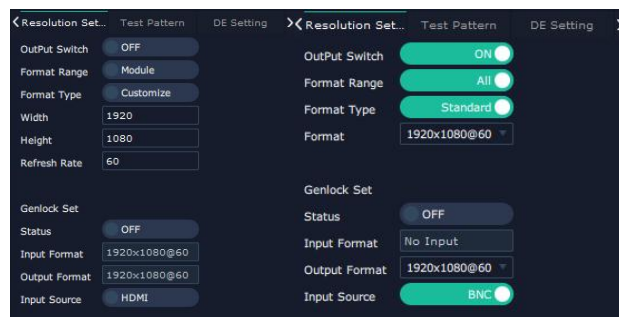 Resolution Set... Test Pattern DE Setting
OutPut Switch OFF
Format Range Module
Format Type Customize
Width 1920
Height 1080
Refresh Rate 60
Genlock Set
Status OFF
Input Format 1920x1080@60
Output Format 1920x1080@60
Input Source HDMI
Resolution Set... Test Pattern DE Setting
OutPut Switch ON
Format Range All
Format Type Standard
Format 1920x1080@60
Genlock Set
Status OFF
Input Format No Input
Output Format 1920x1080@60
Input Source BNC